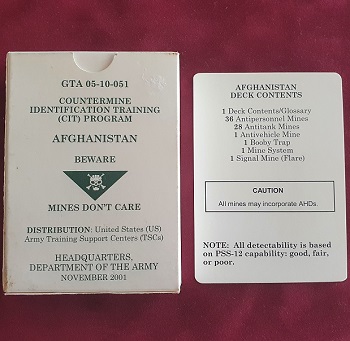 GTA 05-10-051
COUNTERMINE
IDENTIFICATION TRAINING
(CIT) PROGRAM
AFGHANISTAN
BEWARE
MINES DON'T CARE
DISTRIBUTION: United States (US)
Army Training Support Centers (TSCs)
HEADQUARTERS,
DEPARTMENT OF THE ARMY
NOVEMBER 2001
AFGHANISTAN
DECK CONTENTS
1 Deck Contents/Glossary
36 Antipersonnel Mines
28 Antitank Mines
1 Antivehicle Mine
1 Booby Trap
1 Mine System
1 Signal Mine (Flare)
CAUTION
All mines may incorporate AHDs.
NOTE: All detectability is based
on PSS-12 capability: good, fair,
or poor.